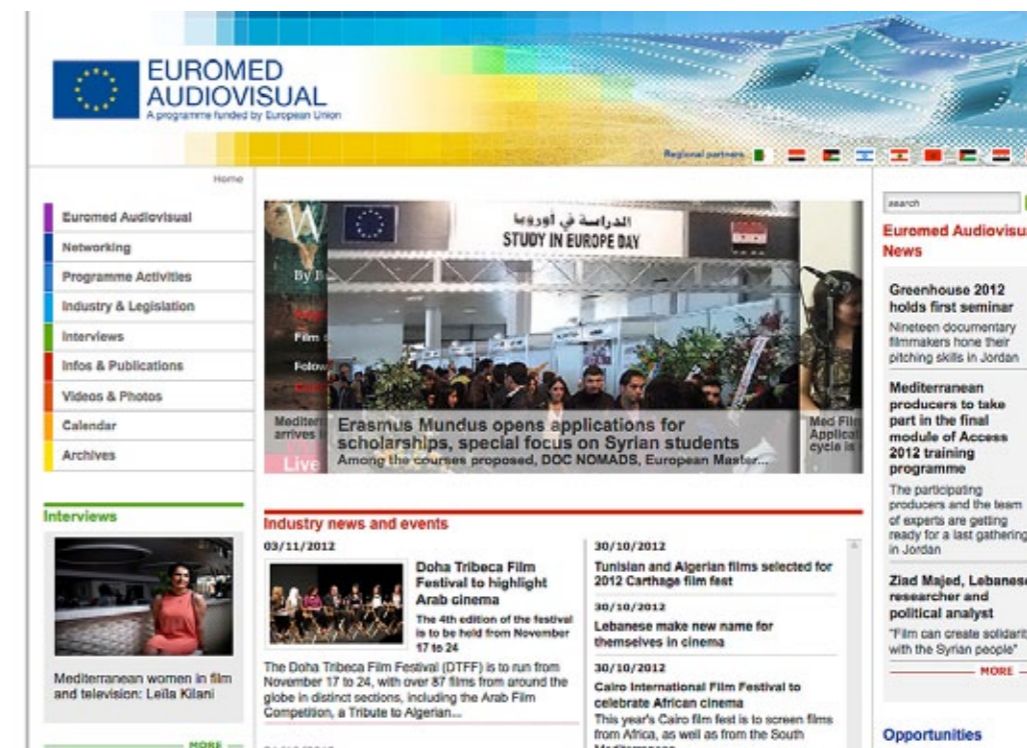 EUROMED
AUDIOVISUAL
A programme funded by European Union
Regional partners
Home
Euromed Audiovisual
Networking
Programme Activities
Industry & Legislation
Interviews
Infos & Publications
Videos & Photos
Calendar
Archives
Interviews
Mediterranean women in film
and television: Leila Kilani
MORE
W
By B
Film
Folow
Live
الدراسة في أوروبا
STUDY IN EUROPE DAY
arrives
Erasmus Mundus opens applications for
scholarships, special focus on Syrian students
Among the courses proposed, DOC NOMADS, European Master...
Med Film
Applicat
cycle is
Industry news and events
03/11/2012
Doha Tribeca Film
Festival to highlight
Arab cinema
The 4th edition of the festival
is to be held from November
17 to 24
The Doha Tribeca Film Festival (DTFF) is to run from
November 17 to 24, with over 87 films from around the
globe in distinct sections, including the Arab Film
Competition, a Tribute to Algerian...
30/10/2012
Tunisian and Algerian films selected for
2012 Carthage film fest
30/10/2012
Lebanese make new name for
themselves in cinema
30/10/2012
Cairo International Film Festival to
celebrate African cinema
This year's Cairo film fest is to screen films
from Africa, as well as from the South
search
Euromed Audiovisua
News
Greenhouse 2012
holds first seminar
Nineteen documentary
filmmakers hone their
pitching skills in Jordan
Mediterranean
producers to take
part in the final
module of Access
2012 training
programme
The participating
producers and the team
of experts are getting
ready for a last gathering
in Jordan
Ziad Majed, Lebanese
researcher and
political analyst
"Film can create solidarit
with the Syrian people"
MORE
Opportunities